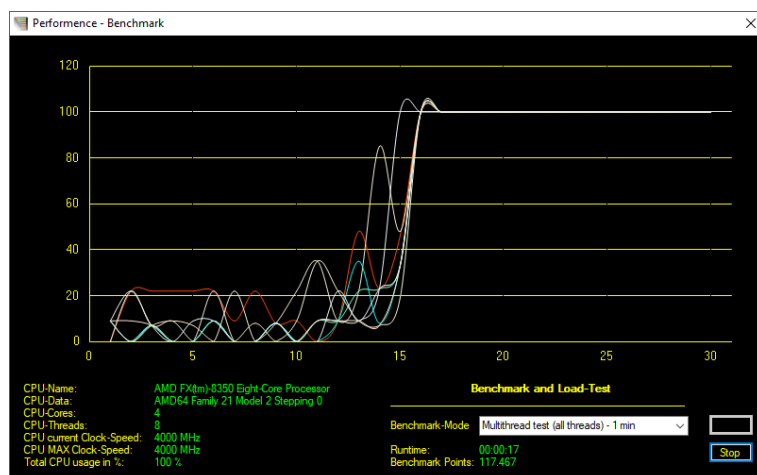 Performence - Benchmark
120
100
80
60
40
20
0
0 5 10 15 20 25 30
CPU-Name: AMD FX(tm)-8350 Eight-Core Processor
CPU-Data: AMD64 Family 21 Model 2 Stepping 0
CPU-Cores: 4
CPU-Threads: 8
CPU current Clock-Speed: 4000 MHz
CPU MAX Clock-Speed: 4000 MHz
Total CPU usage in %: 100 %
Benchmark and Load-Test
Benchmark-Mode Multithread test (all threads) - 1 min
Runtime: 00:00:17
Benchmark Points: 117.467
Stop